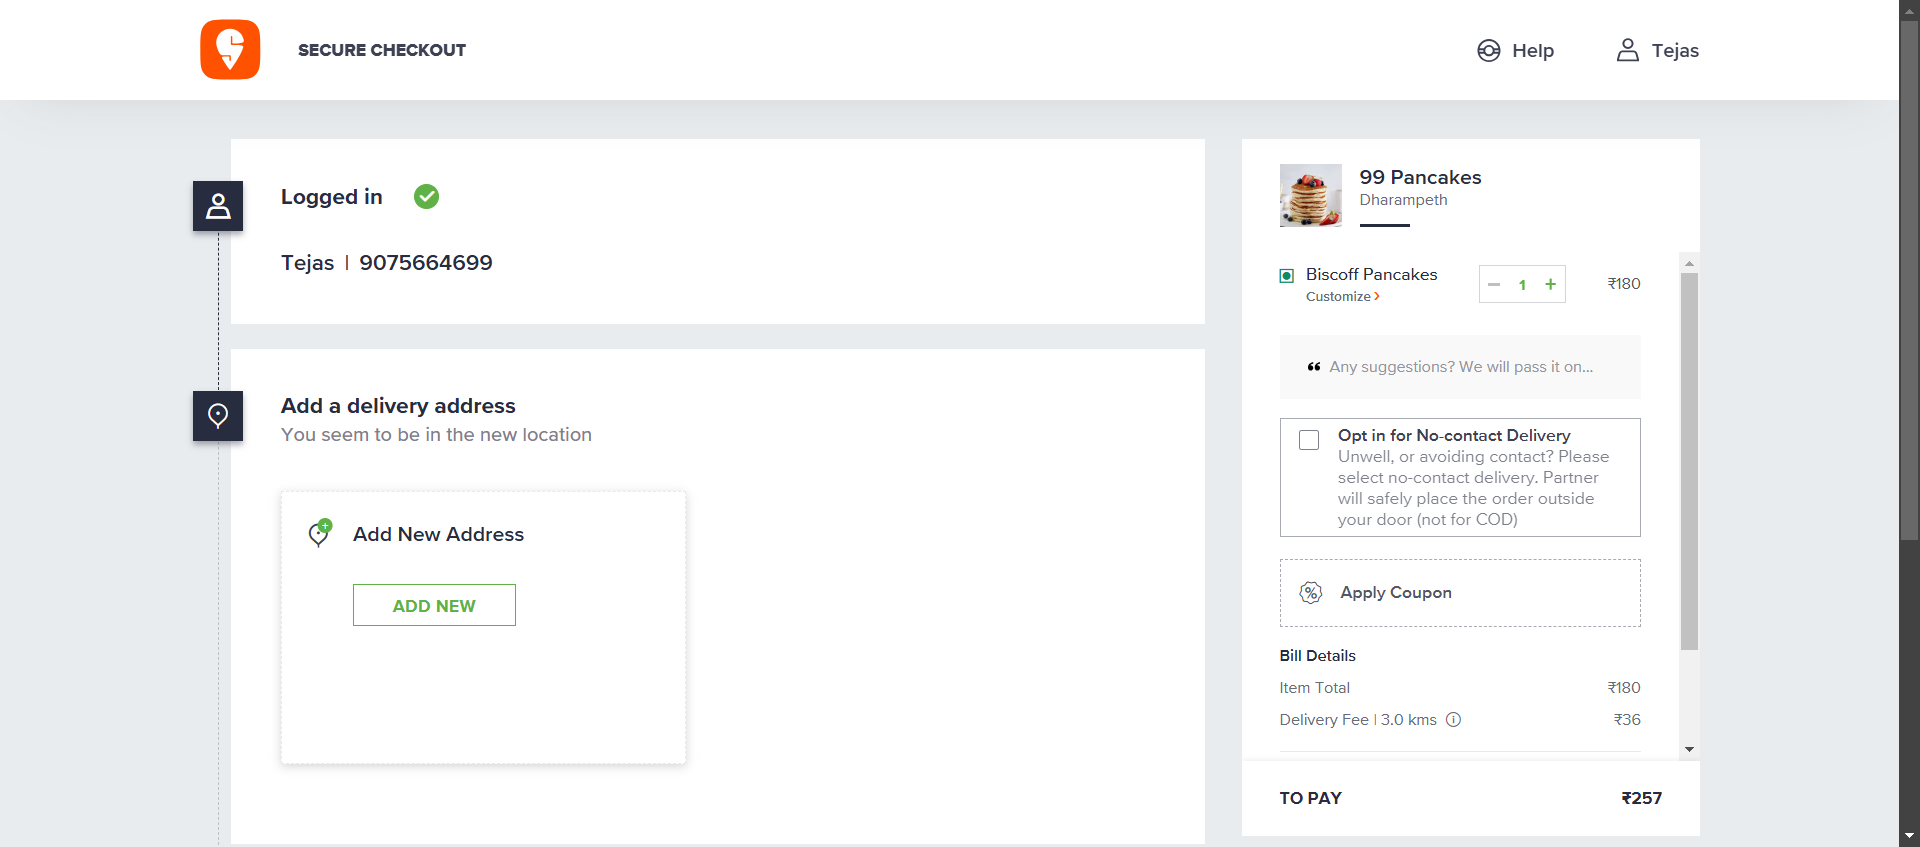 SECURE CHECKOUT
Help
Tejas
Logged in
Tejas | 9075664699
Add a delivery address
You seem to be in the new location
Add New Address
ADD NEW
99 Pancakes
Dharampeth
Biscoff Pancakes
Customize ›
− 1 +
₹180
❝ Any suggestions? We will pass it on...
Opt in for No-contact Delivery
Unwell, or avoiding contact? Please
select no-contact delivery. Partner
will safely place the order outside
your door (not for COD)
% Apply Coupon
Bill Details
Item Total ₹180
Delivery Fee | 3.0 kms ₹36
TO PAY ₹257